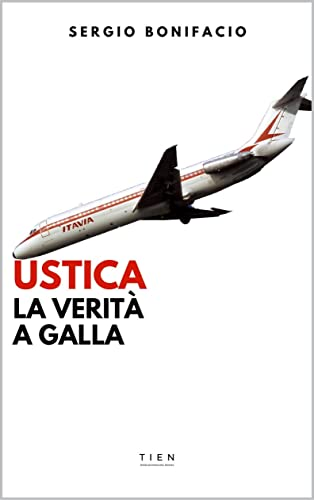 SERGIO BONIFACIO
ITAVIA
USTICA
LA VERITÀ
A GALLA
TIEN